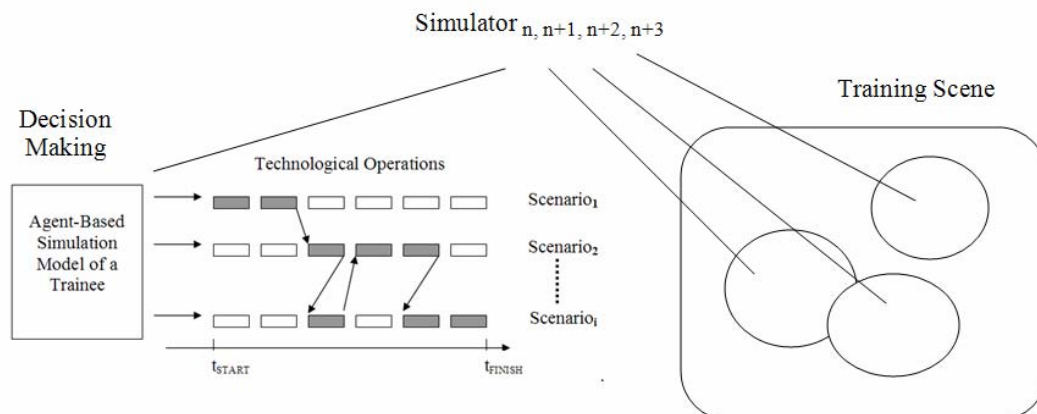 Simulator n, n+1, n+2, n+3
Training Scene
Decision
Making
Technological Operations
Agent-Based
Simulation
Model of a
Trainee
Scenario1
Scenario2
Scenarioi
tSTART
tFINISH